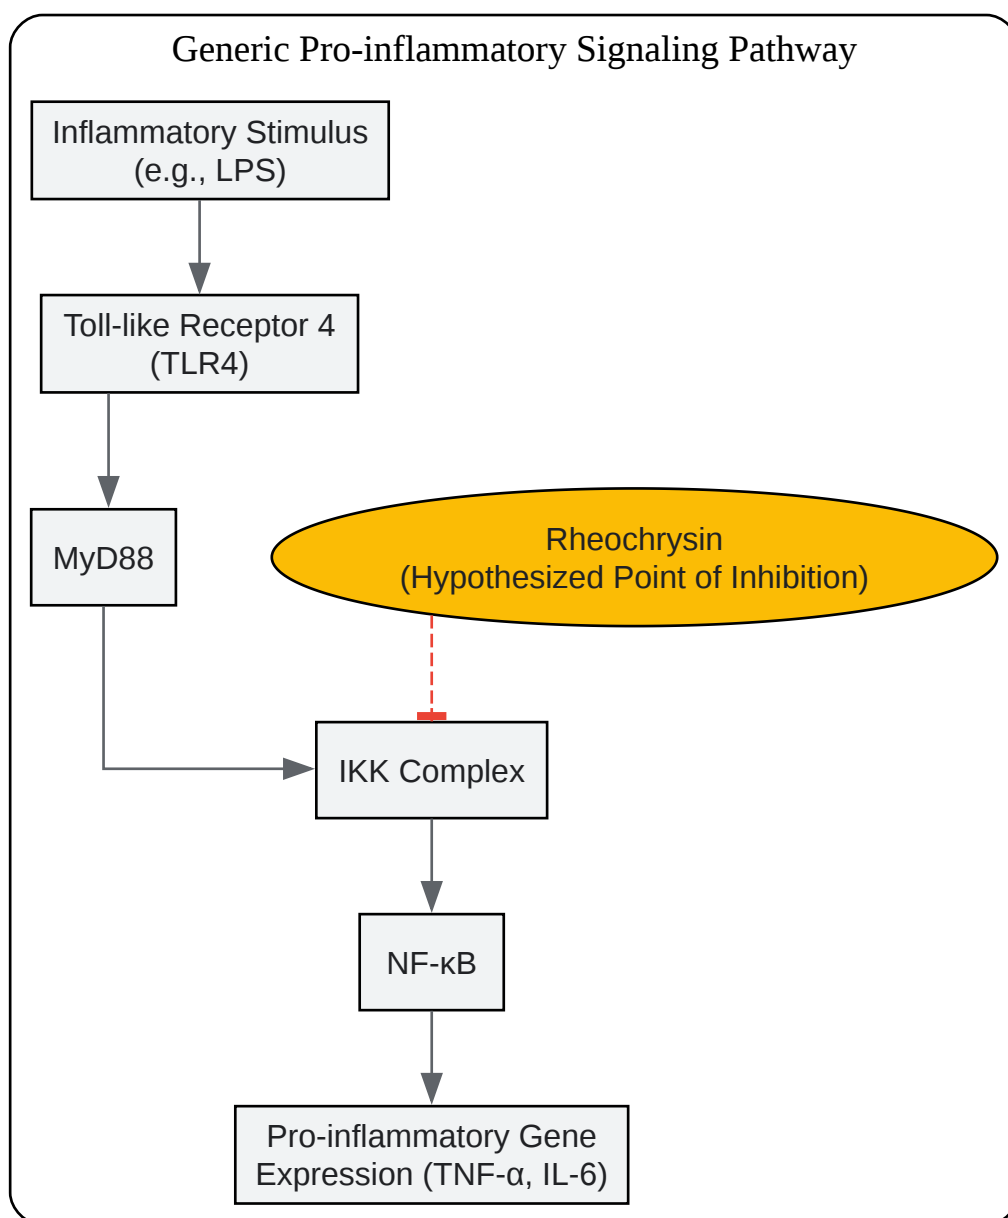 Generic Pro-inflammatory Signaling Pathway
Inflammatory Stimulus
(e.g., LPS)
Toll-like Receptor 4
(TLR4)
MyD88
Rheochrysin
(Hypothesized Point of Inhibition)
IKK Complex
NF-κB
Pro-inflammatory Gene
Expression (TNF-α, IL-6)